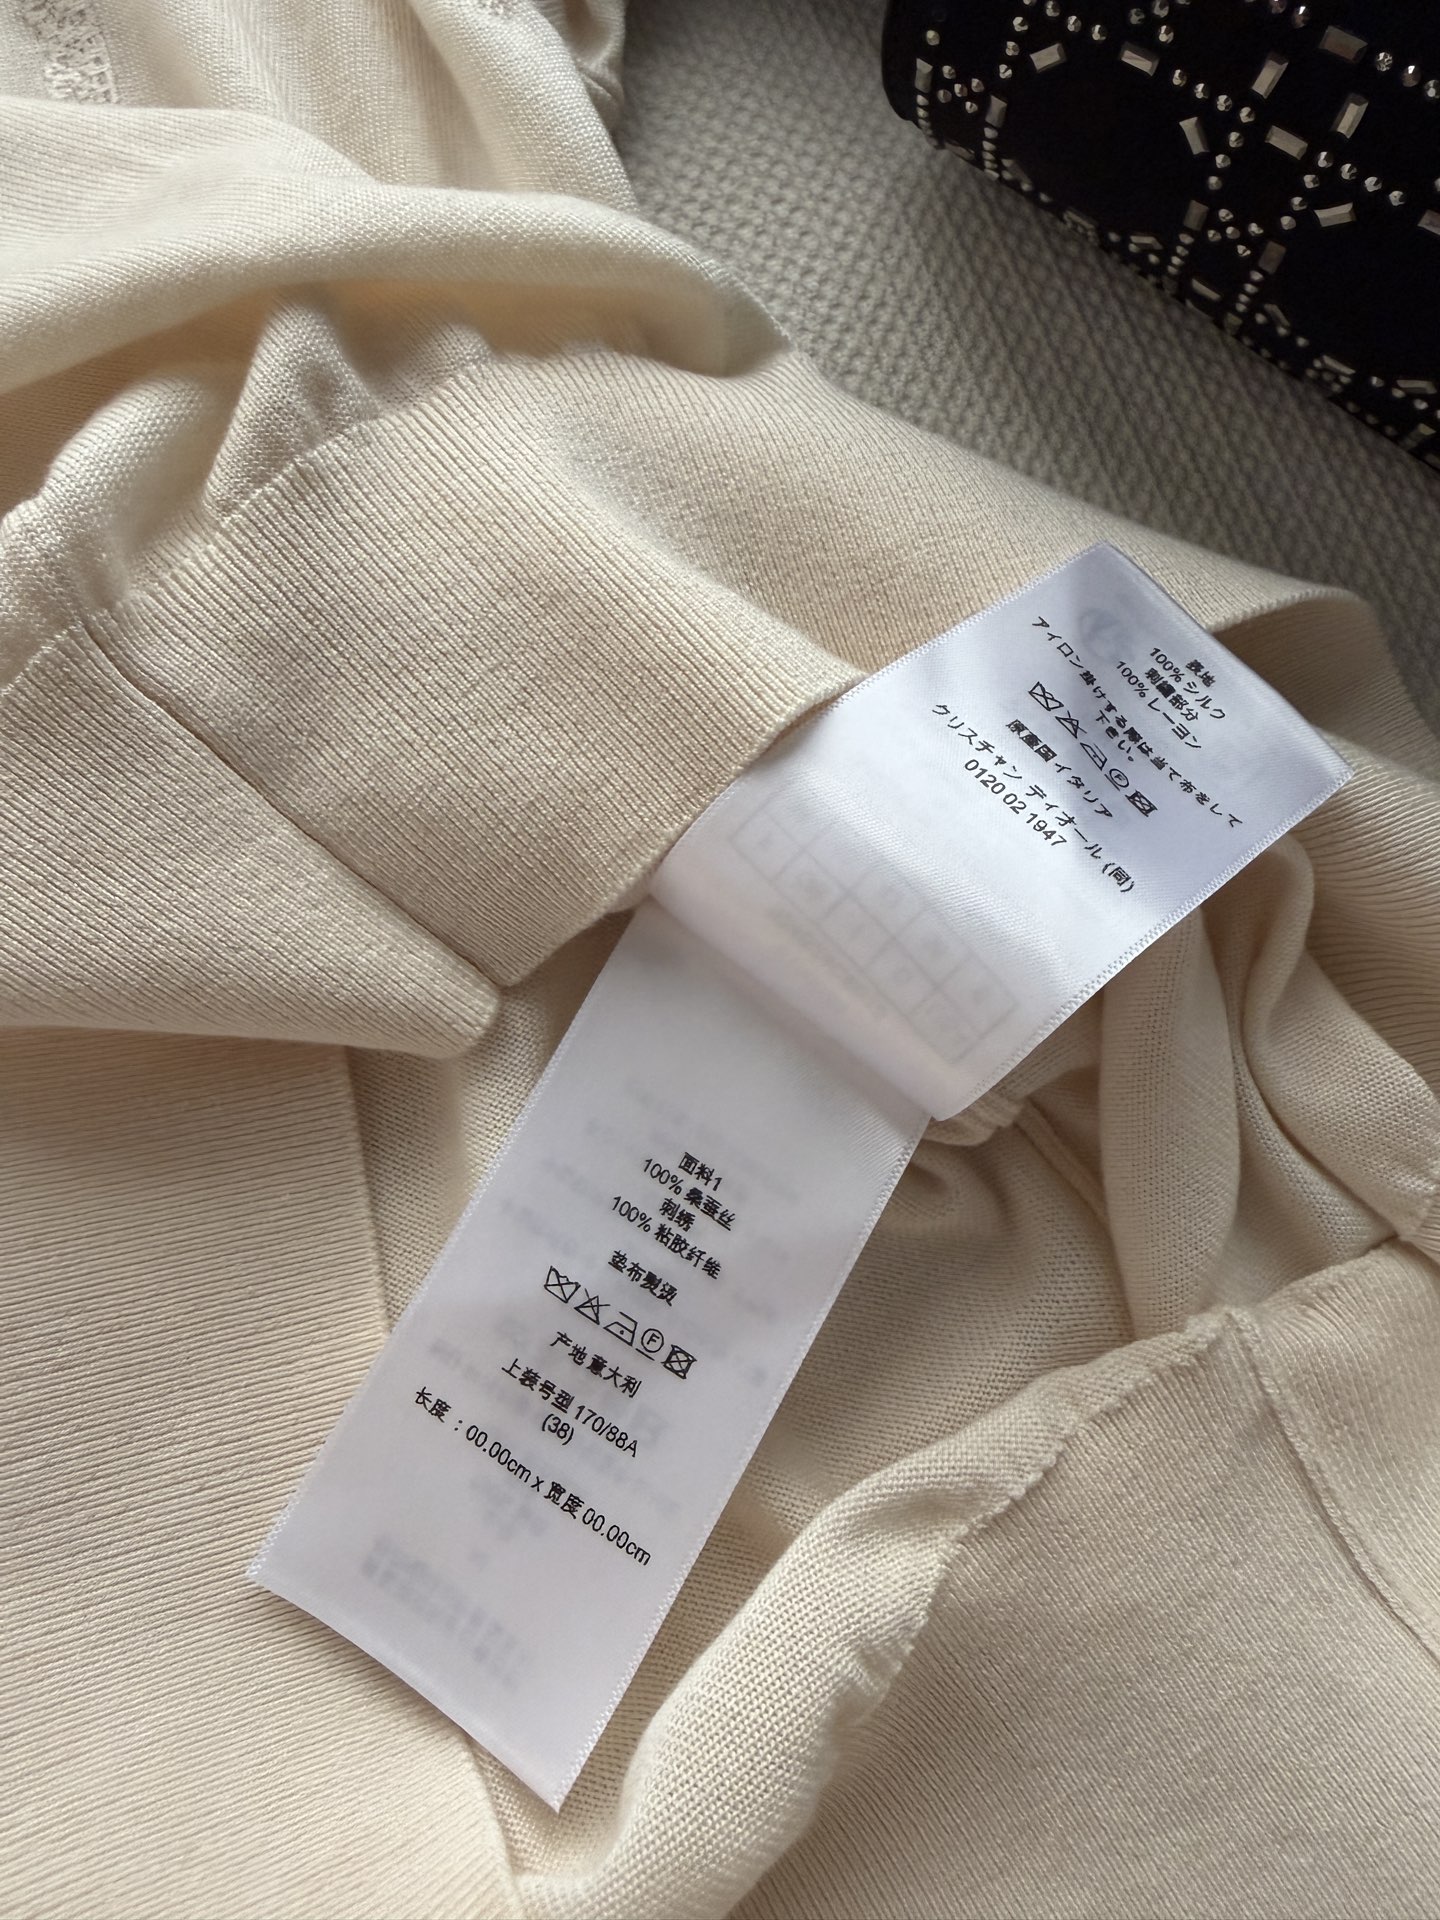 表地
100% シルク
刺繍部分
100% レーヨン
アイロン掛けする際は当て布をして
下さい。
F
原産国 イタリア
クリスチャン ディオール (同)
0120 02 1947
面料1
100% 桑蚕丝
刺绣
100% 粘胶纤维
垫布熨烫
F
产地 意大利
上装号型 170/88A
(38)
长度 : 00.00cm x 宽度 00.00cm